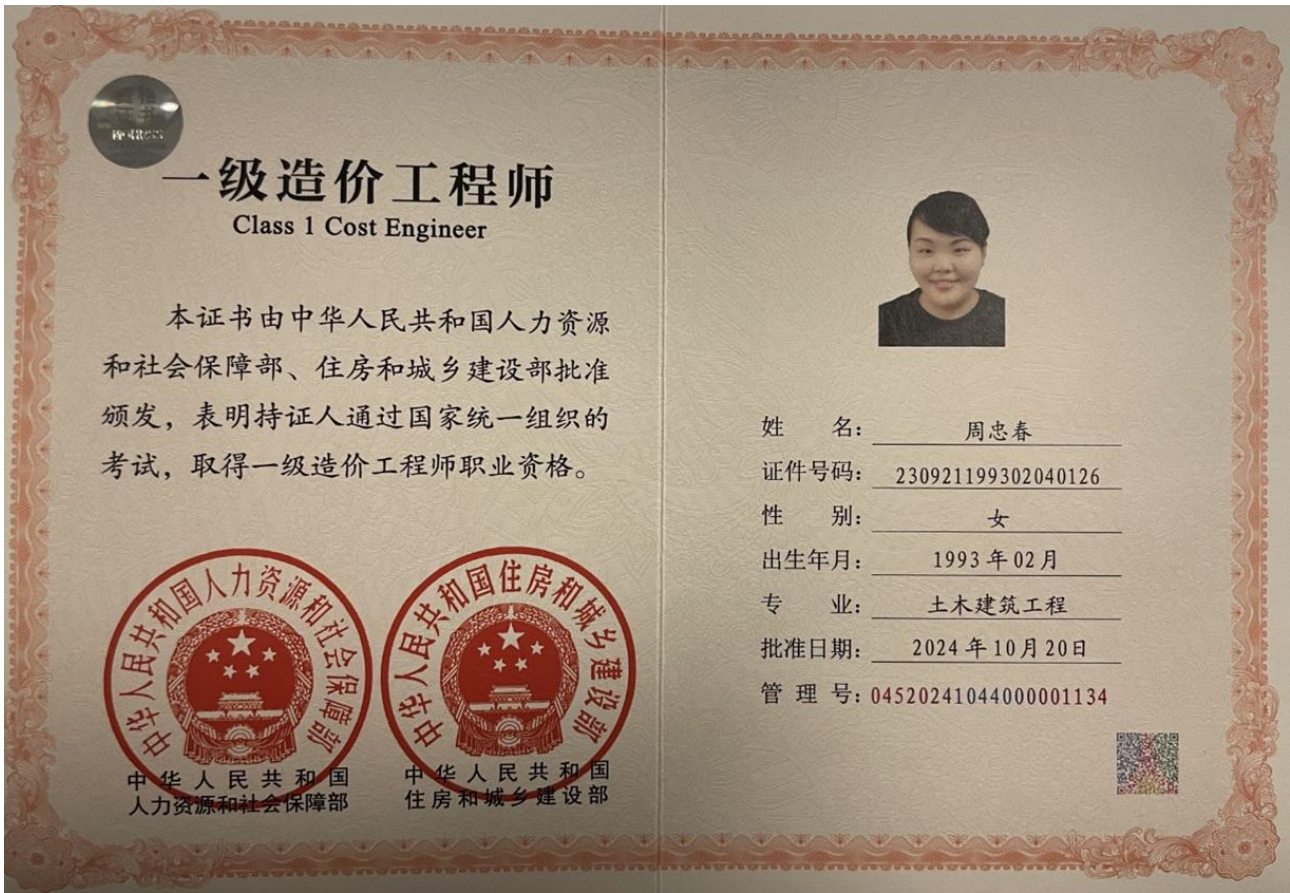 一级造价工程师
Class 1 Cost Engineer
本证书由中华人民共和国人力资源
和社会保障部、住房和城乡建设部批准
颁发，表明持证人通过国家统一组织的
考试，取得一级造价工程师职业资格。
中华人民共和国人力资源和社会保障部
中华人民共和国
人力资源和社会保障部
中华人民共和国住房和城乡建设部
中华人民共和国
住房和城乡建设部
姓名：周忠春
证件号码：230921199302040126
性别：女
出生年月：1993年02月
专业：土木建筑工程
批准日期：2024年10月20日
管理号：04520241044000001134